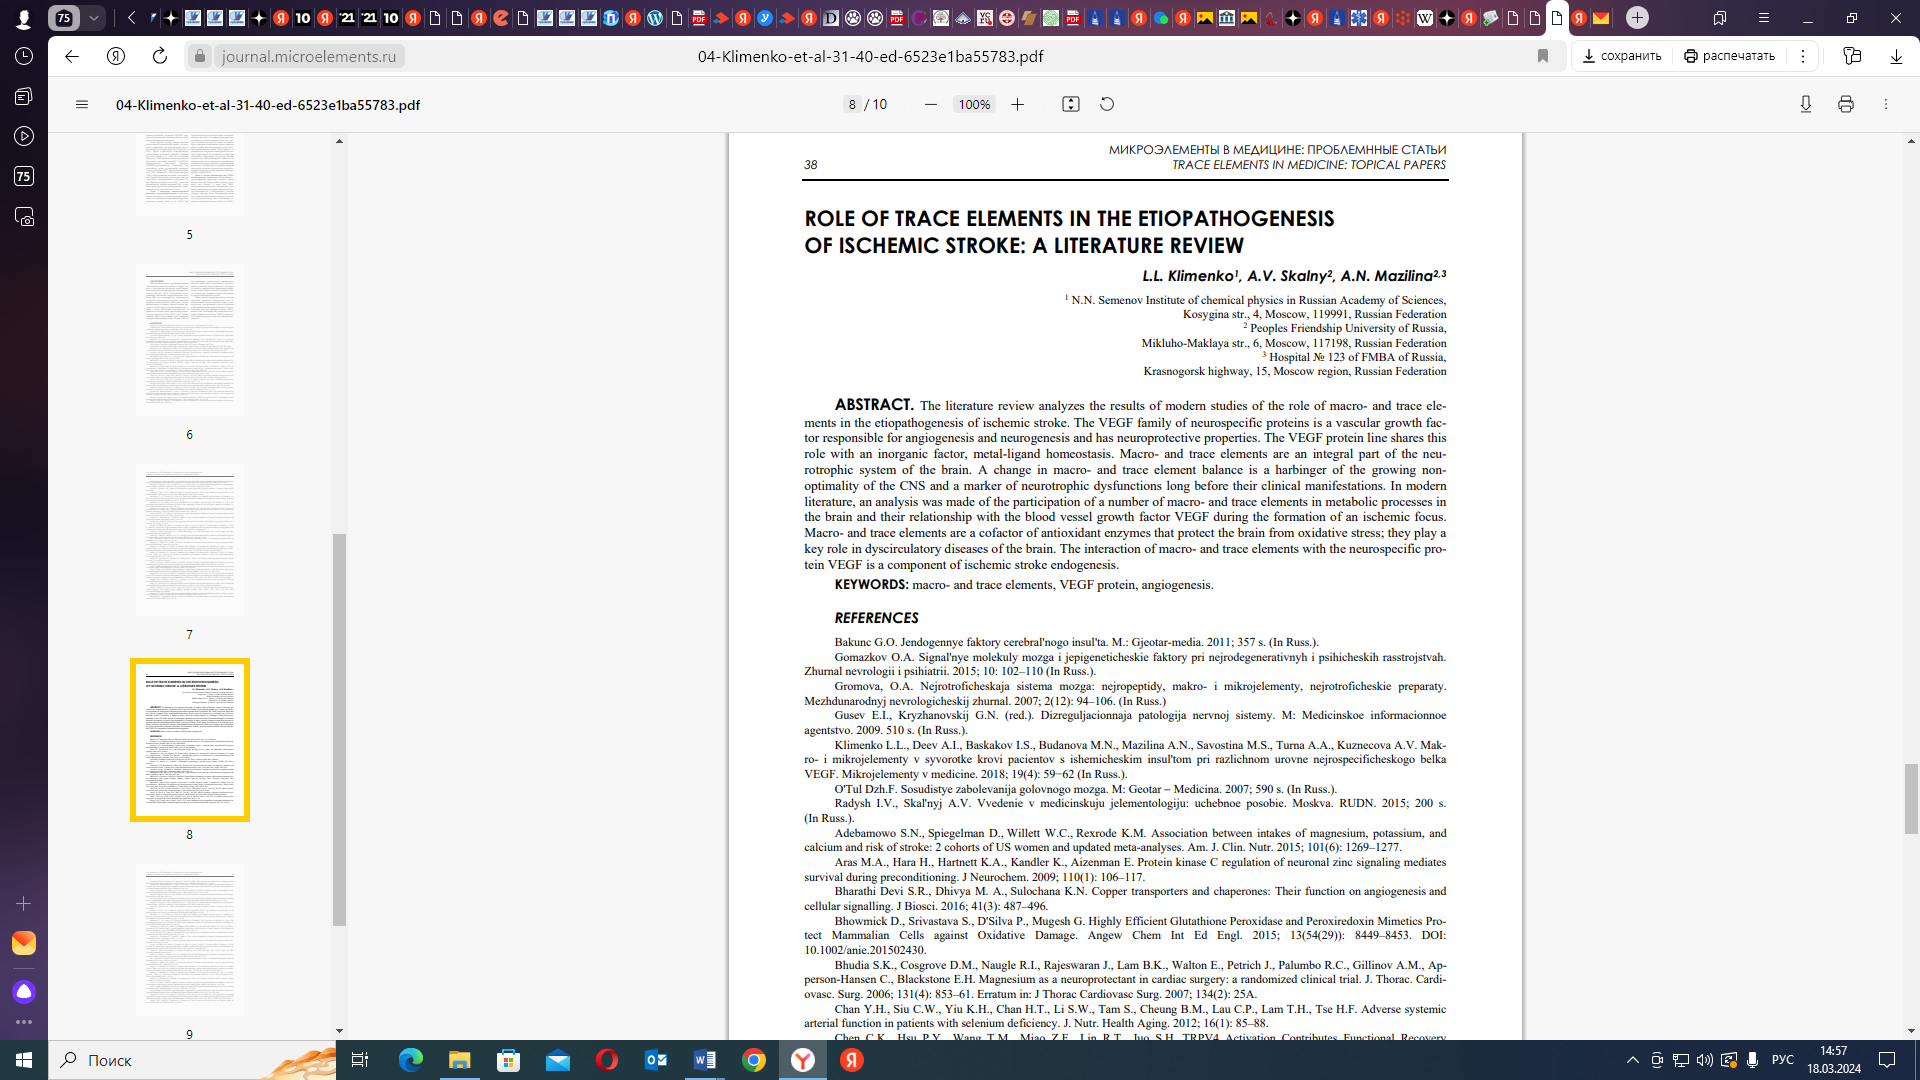 75
journal.microelements.ru
04-Klimenko-et-al-31-40-ed-6523e1ba55783.pdf
сохранить
распечатать
04-Klimenko-et-al-31-40-ed-6523e1ba55783.pdf
8 / 10
100%
75
5
6
7
8
9
МИКРОЭЛЕМЕНТЫ В МЕДИЦИНЕ: ПРОБЛЕМННЫЕ СТАТЬИ
38 TRACE ELEMENTS IN MEDICINE: TOPICAL PAPERS
ROLE OF TRACE ELEMENTS IN THE ETIOPATHOGENESIS
OF ISCHEMIC STROKE: A LITERATURE REVIEW
L.L. Klimenko¹, A.V. Skalny², A.N. Mazilina²,³
¹ N.N. Semenov Institute of chemical physics in Russian Academy of Sciences,
Kosygina str., 4, Moscow, 119991, Russian Federation
² Peoples Friendship University of Russia,
Mikluho-Maklaya str., 6, Moscow, 117198, Russian Federation
³ Hospital № 123 of FMBA of Russia,
Krasnogorsk highway, 15, Moscow region, Russian Federation
ABSTRACT. The literature review analyzes the results of modern studies of the role of macro- and trace ele-
ments in the etiopathogenesis of ischemic stroke. The VEGF family of neurospecific proteins is a vascular growth fac-
tor responsible for angiogenesis and neurogenesis and has neuroprotective properties. The VEGF protein line shares this
role with an inorganic factor, metal-ligand homeostasis. Macro- and trace elements are an integral part of the neu-
rotrophic system of the brain. A change in macro- and trace element balance is a harbinger of the growing non-
optimality of the CNS and a marker of neurotrophic dysfunctions long before their clinical manifestations. In modern
literature, an analysis was made of the participation of a number of macro- and trace elements in metabolic processes in
the brain and their relationship with the blood vessel growth factor VEGF during the formation of an ischemic focus.
Macro- and trace elements are a cofactor of antioxidant enzymes that protect the brain from oxidative stress; they play a
key role in dyscirculatory diseases of the brain. The interaction of macro- and trace elements with the neurospecific pro-
tein VEGF is a component of ischemic stroke endogenesis.
KEYWORDS: macro- and trace elements, VEGF protein, angiogenesis.
REFERENCES
Bakunc G.O. Jendogennye faktory cerebral'nogo insul'ta. M.: Gjeotar-media. 2011; 357 s. (In Russ.).
Gomazkov O.A. Signal'nye molekuly mozga i jepigeneticheskie faktory pri nejrodegenerativnyh i psihicheskih rasstrojstvah.
Zhurnal nevrologii i psihiatrii. 2015; 10: 102–110 (In Russ.).
Gromova, O.A. Nejrotroficheskaja sistema mozga: nejropeptidy, makro- i mikrojelementy, nejrotroficheskie preparaty.
Mezhdunarodnyj nevrologicheskij zhurnal. 2007; 2(12): 94–106. (In Russ.)
Gusev E.I., Kryzhanovskij G.N. (red.). Dizreguljacionnaja patologija nervnoj sistemy. M: Medicinskoe informacionnoe
agentstvo. 2009. 510 s. (In Russ.).
Klimenko L.L., Deev A.I., Baskakov I.S., Budanova M.N., Mazilina A.N., Savostina M.S., Turna A.A., Kuznecova A.V. Mak-
ro- i mikrojelementy v syvorotke krovi pacientov s ishemicheskim insul'tom pri razlichnom urovne nejrospecificheskogo belka
VEGF. Mikrojelementy v medicine. 2018; 19(4): 59−62 (In Russ.).
O'Tul Dzh.F. Sosudistye zabolevanija golovnogo mozga. M: Geotar – Medicina. 2007; 590 s. (In Russ.).
Radysh I.V., Skal'nyj A.V. Vvedenie v medicinskuju jelementologiju: uchebnoe posobie. Moskva. RUDN. 2015; 200 s.
(In Russ.).
Adebamowo S.N., Spiegelman D., Willett W.C., Rexrode K.M. Association between intakes of magnesium, potassium, and
calcium and risk of stroke: 2 cohorts of US women and updated meta-analyses. Am. J. Clin. Nutr. 2015; 101(6): 1269–1277.
Aras M.A., Hara H., Hartnett K.A., Kandler K., Aizenman E. Protein kinase C regulation of neuronal zinc signaling mediates
survival during preconditioning. J Neurochem. 2009; 110(1): 106–117.
Bharathi Devi S.R., Dhivya M. A., Sulochana K.N. Copper transporters and chaperones: Their function on angiogenesis and
cellular signalling. J Biosci. 2016; 41(3): 487–496.
Bhowmick D., Srivastava S., D'Silva P., Mugesh G. Highly Efficient Glutathione Peroxidase and Peroxiredoxin Mimetics Pro-
tect Mammalian Cells against Oxidative Damage. Angew Chem Int Ed Engl. 2015; 13(54(29)): 8449–8453. DOI:
10.1002/anie.201502430.
Bhudia S.K., Cosgrove D.M., Naugle R.I., Rajeswaran J., Lam B.K., Walton E., Petrich J., Palumbo R.C., Gillinov A.M., Ap-
person-Hansen C., Blackstone E.H. Magnesium as a neuroprotectant in cardiac surgery: a randomized clinical trial. J. Thorac. Cardi-
ovasc. Surg. 2006; 131(4): 853–61. Erratum in: J Thorac Cardiovasc Surg. 2007; 134(2): 25A.
Chan Y.H., Siu C.W., Yiu K.H., Chan H.T., Li S.W., Tam S., Cheung B.M., Lau C.P., Lam T.H., Tse H.F. Adverse systemic
arterial function in patients with selenium deficiency. J. Nutr. Health Aging. 2012; 16(1): 85–88.
Chen C.K., Hsu P.Y., Wang T.M., Miao Z.F., Lin R.T., Juo S.H. TRPV4 Activation Contributes Functional Recovery
Поиск
РУС
14:57
18.03.2024